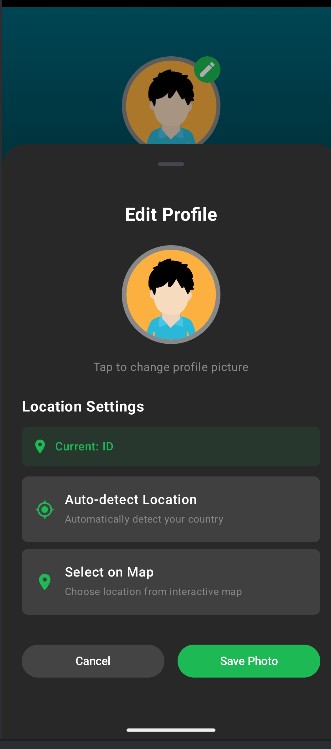 Edit Profile
Tap to change profile picture
Location Settings
Current: ID
Auto-detect Location
Automatically detect your country
Select on Map
Choose location from interactive map
Cancel
Save Photo